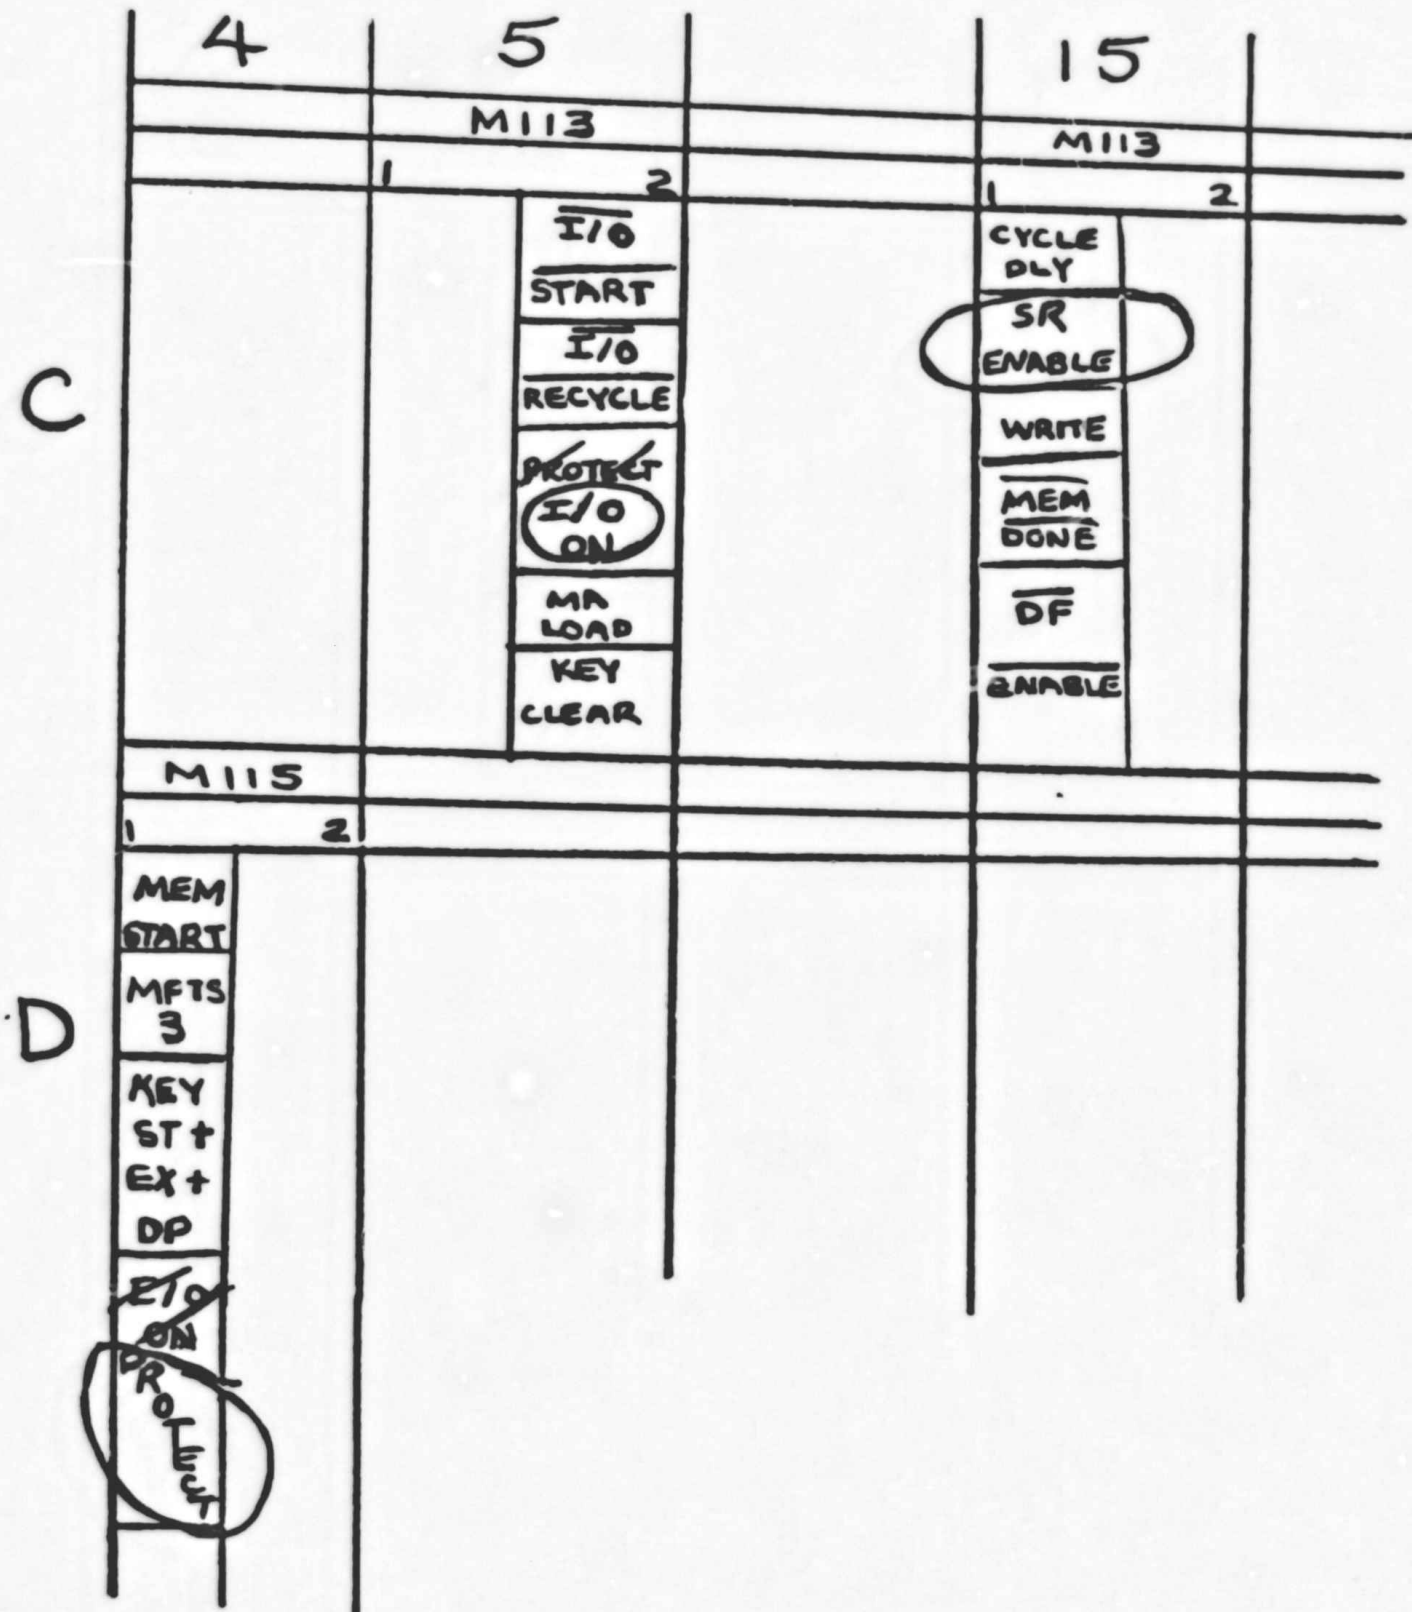 4 5 15
M113 M113
1 2 1 2
C
I/O
START
I/O
RECYCLE
PROTECT
I/O
ON
MA
LOAD
KEY
CLEAR
CYCLE
DLY
SR
ENABLE
WRITE
MEM
DONE
DF
ENABLE
M115
1 2
D
MEM
START
MFTS
3
KEY
ST +
EX +
DP
I/O
ON
PROTECT